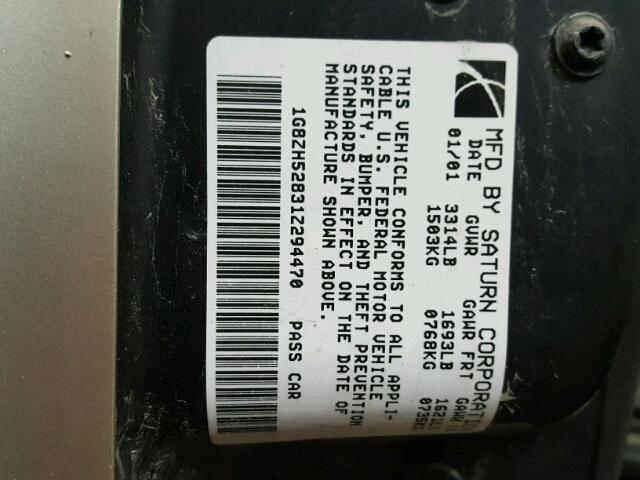 MFD BY SATURN CORPORATION
DATE GVWR GAWR FRT GAWR
01/01 3314LB 1693LB
1503KG 0768KG
THIS VEHICLE CONFORMS TO ALL APPLI-
CABLE U.S. FEDERAL MOTOR VEHICLE
SAFETY, BUMPER, AND THEFT PREVENTION
STANDARDS IN EFFECT ON THE DATE OF
MANUFACTURE SHOWN ABOVE.
1G8ZH52831Z294470 PASS CAR